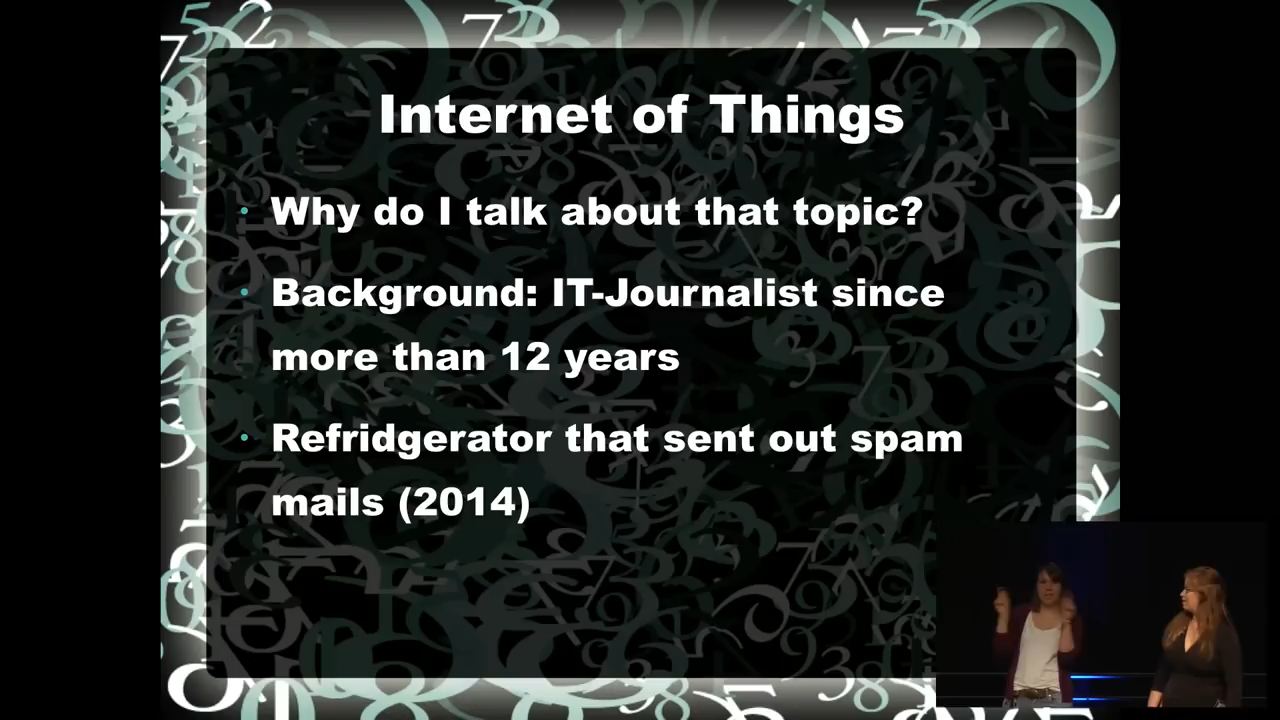 Internet of Things
Why do I talk about that topic?
Background: IT-Journalist since
more than 12 years
Refridgerator that sent out spam
mails (2014)